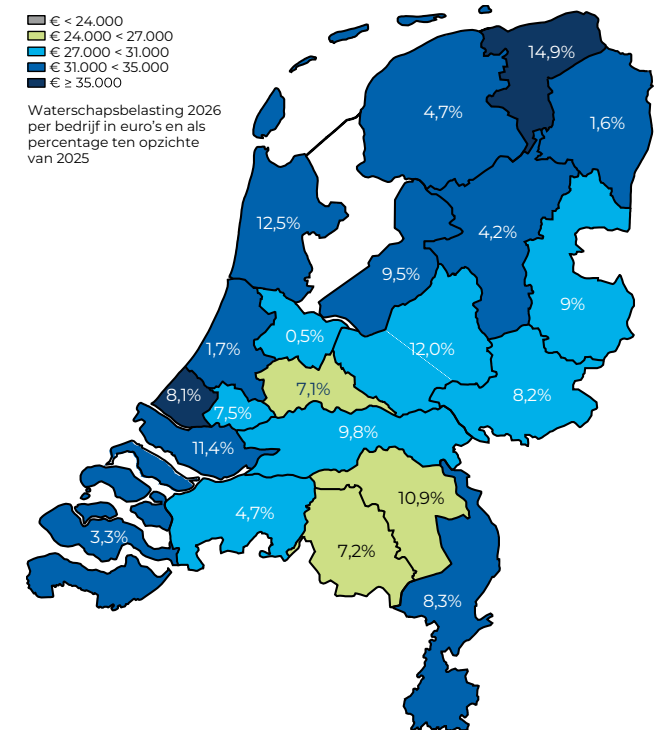 € < 24.000
€ 24.000 < 27.000
€ 27.000 < 31.000
€ 31.000 < 35.000
€ ≥ 35.000
Waterschapsbelasting 2026
per bedrijf in euro's en als
percentage ten opzichte
van 2025
14,9%
4,7%
1,6%
12,5%
4,2%
9,5%
9%
0,5%
1,7%
12,0%
7,1%
8,1%
8,2%
7,5%
9,8%
11,4%
10,9%
4,7%
3,3%
7,2%
8,3%